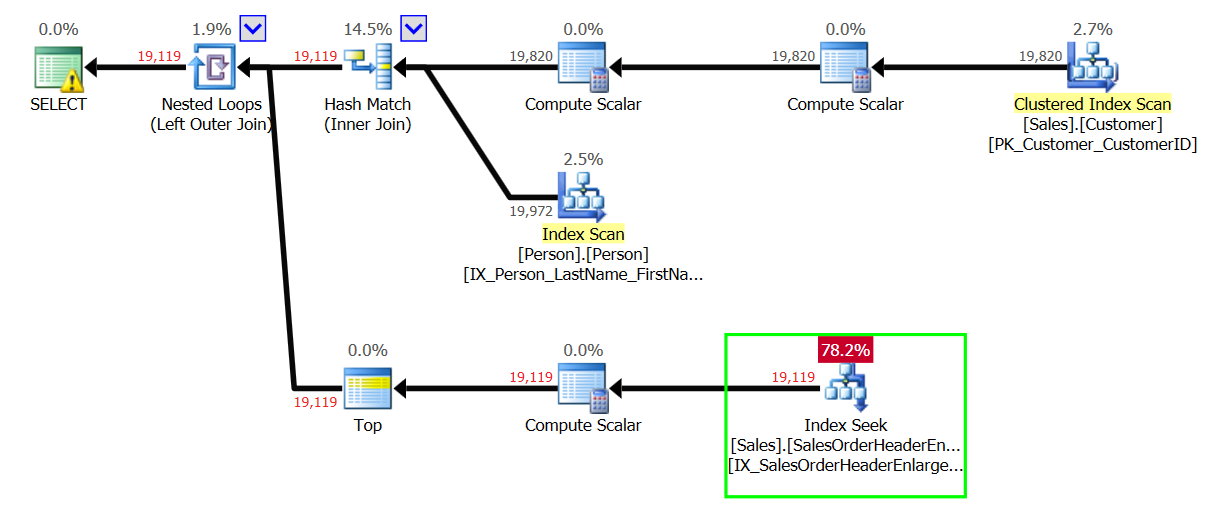 0.0%
1.9%
14.5%
0.0%
0.0%
2.7%
19,119
19,119
19,820
19,820
19,820
SELECT
Nested Loops
(Left Outer Join)
Hash Match
(Inner Join)
Compute Scalar
Compute Scalar
Clustered Index Scan
[Sales].[Customer]
[PK_Customer_CustomerID]
2.5%
19,972
Index Scan
[Person].[Person]
[IX_Person_LastName_FirstNa...
0.0%
0.0%
78.2%
19,119
19,119
19,119
Top
Compute Scalar
Index Seek
[Sales].[SalesOrderHeaderEn...
[IX_SalesOrderHeaderEnlarge...